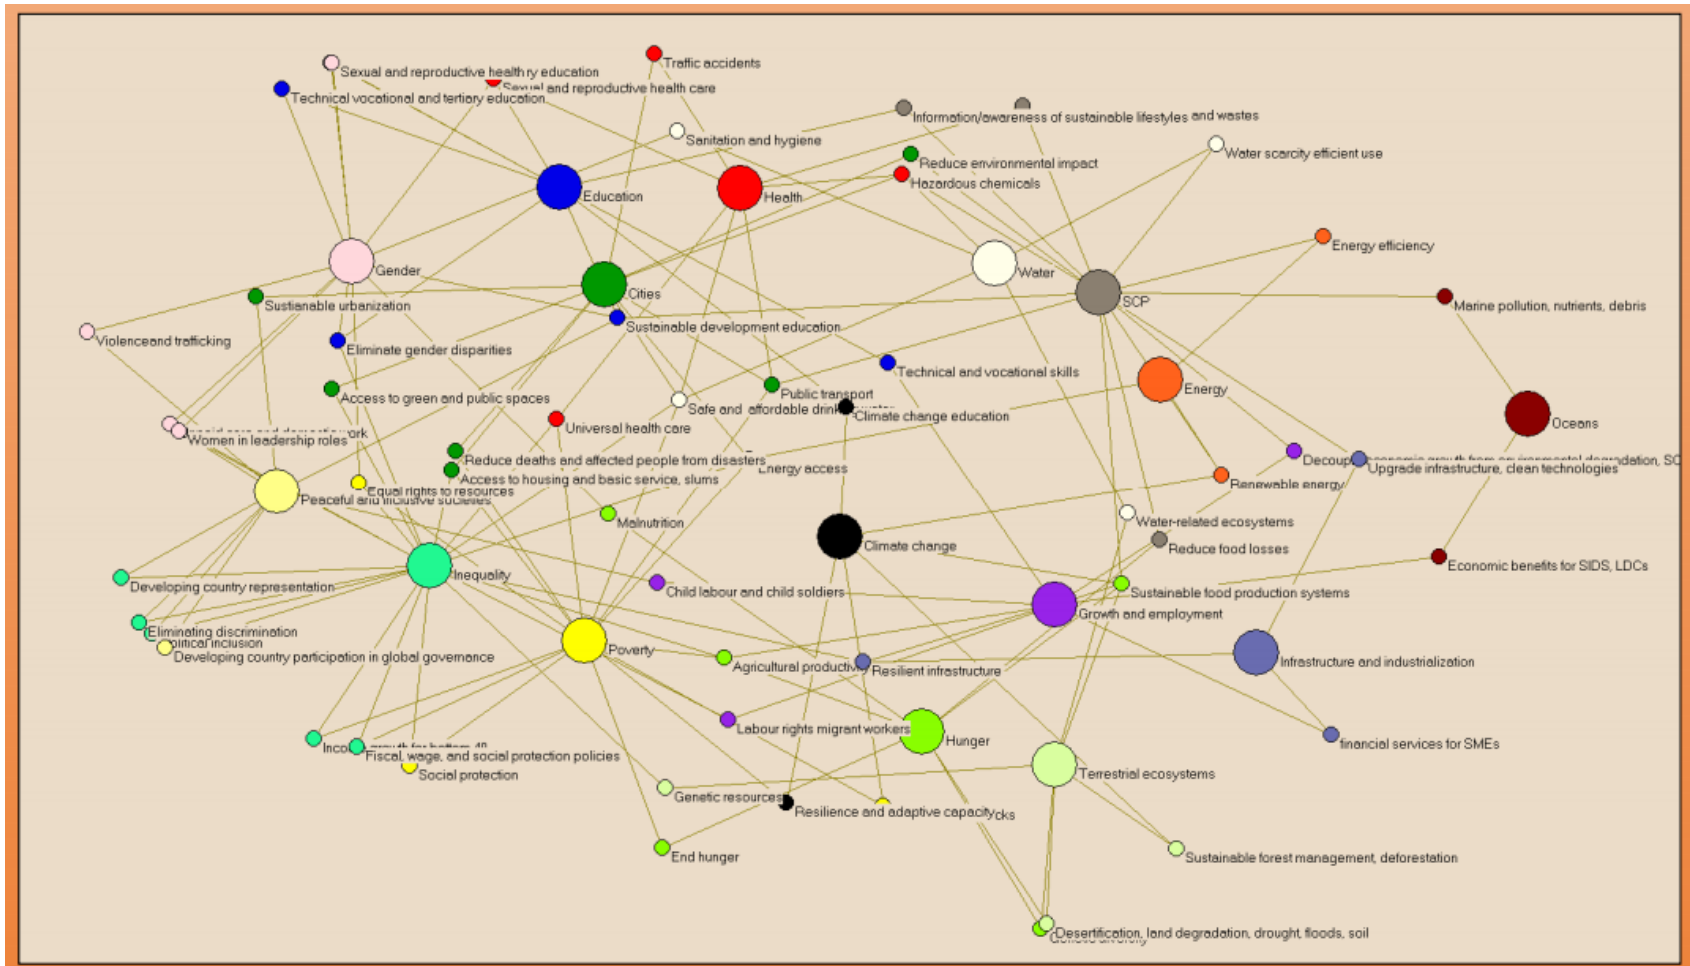 Traffic accidents
Sexual and reproductive health ry education
Sexual and reproductive health care
Technical vocational and tertiary education
Information/awareness of sustainable lifestyles and wastes
Sanitation and hygiene
Water scarcity efficient use
Reduce environmental impact
Hazardous chemicals
Education
Health
Energy efficiency
Gender
Water
Cities
SCP
Sustianable urbanization
Marine pollution, nutrients, debris
Sustainable development education
Violenceand trafficking
Eliminate gender disparities
Technical and vocational skills
Energy
Public transport
Access to green and public spaces
Safe and affordable
Climate change education
Oceans
Universal health care
Women in leadership roles
Reduce deaths and affected people from disasters
Energy access
Upgrade infrastructure, clean technologies
Access to housing and basic service, slums
Renewable energy
Equal rights to resources
Peaceful and inclusive societies
Malnutrition
Water-related ecosystems
Climate change
Reduce food losses
Economic benefits for SIDS, LDCs
Inequality
Developing country representation
Child labour and child soldiers
Sustainable food production systems
Growth and employment
Eliminating discrimination
political inclusion
Developing country participation in global governance
Poverty
Agricultural
Resilient infrastructure
Infrastructure and industrialization
Labour rights migrant workers
Hunger
financial services for SMEs
Fiscal, wage, and social protection policies
Social protection
Terrestrial ecosystems
Genetic resources
Resilience and adaptive capacity cks
End hunger
Sustainable forest management, deforestation
Desertification, land degradation, drought, floods, soil